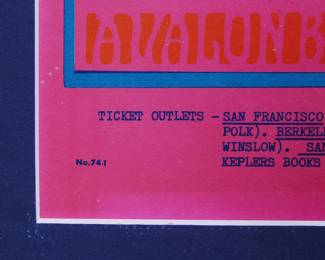 AVALON B
TICKET OUTLETS – SAN FRANCISCO
POLK). BERKEL
WINSLOW). SAN
KEPLERS BOOKS
No.74-1